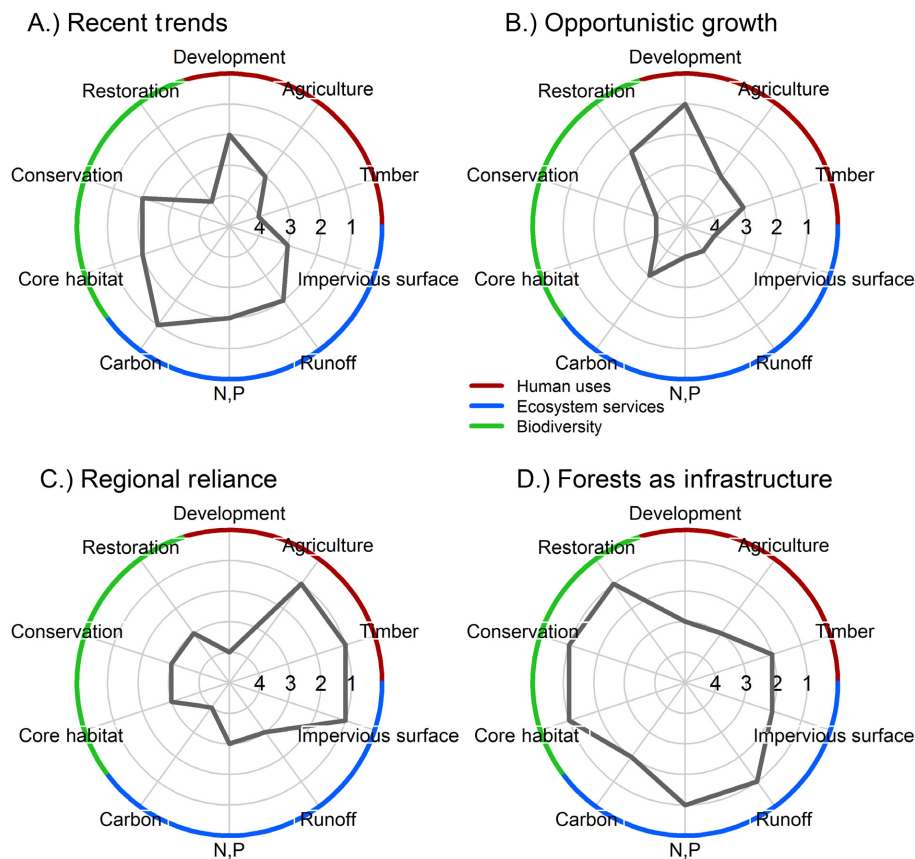 A.) Recent trends
Development
Restoration
Agriculture
Conservation
Timber
4 3 2 1
Core habitat
Impervious surface
Carbon
Runoff
N,P
B.) Opportunistic growth
Development
Restoration
Agriculture
Conservation
Timber
4 3 2 1
Core habitat
Impervious surface
Carbon
Runoff
N,P
Human uses
Ecosystem services
Biodiversity
C.) Regional reliance
Development
Restoration
Agriculture
Conservation
Timber
4 3 2 1
Core habitat
Impervious surface
Carbon
Runoff
N,P
D.) Forests as infrastructure
Development
Restoration
Agriculture
Conservation
Timber
4 3 2 1
Core habitat
Impervious surface
Carbon
Runoff
N,P